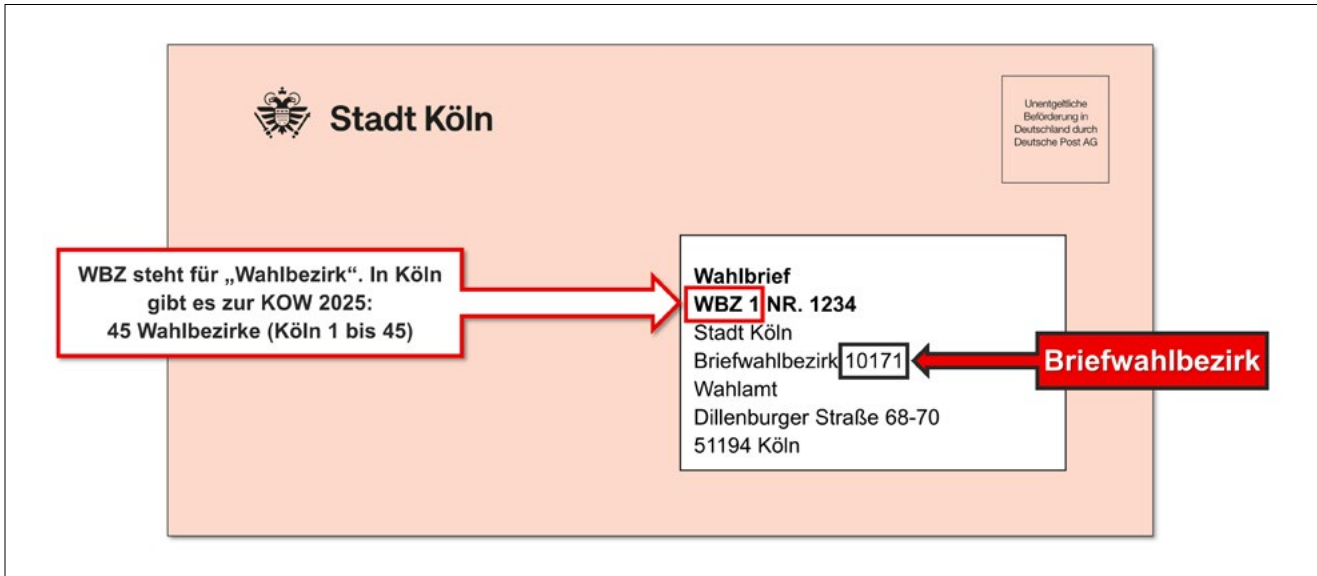 Stadt Köln
Unentgeltliche
Beförderung in
Deutschland durch
Deutsche Post AG
WBZ steht für „Wahlbezirk“. In Köln
gibt es zur KOW 2025:
45 Wahlbezirke (Köln 1 bis 45)
Wahlbrief
WBZ 1 NR. 1234
Stadt Köln
Briefwahlbezirk 10171
Wahlamt
Dillenburger Straße 68-70
51194 Köln
Briefwahlbezirk